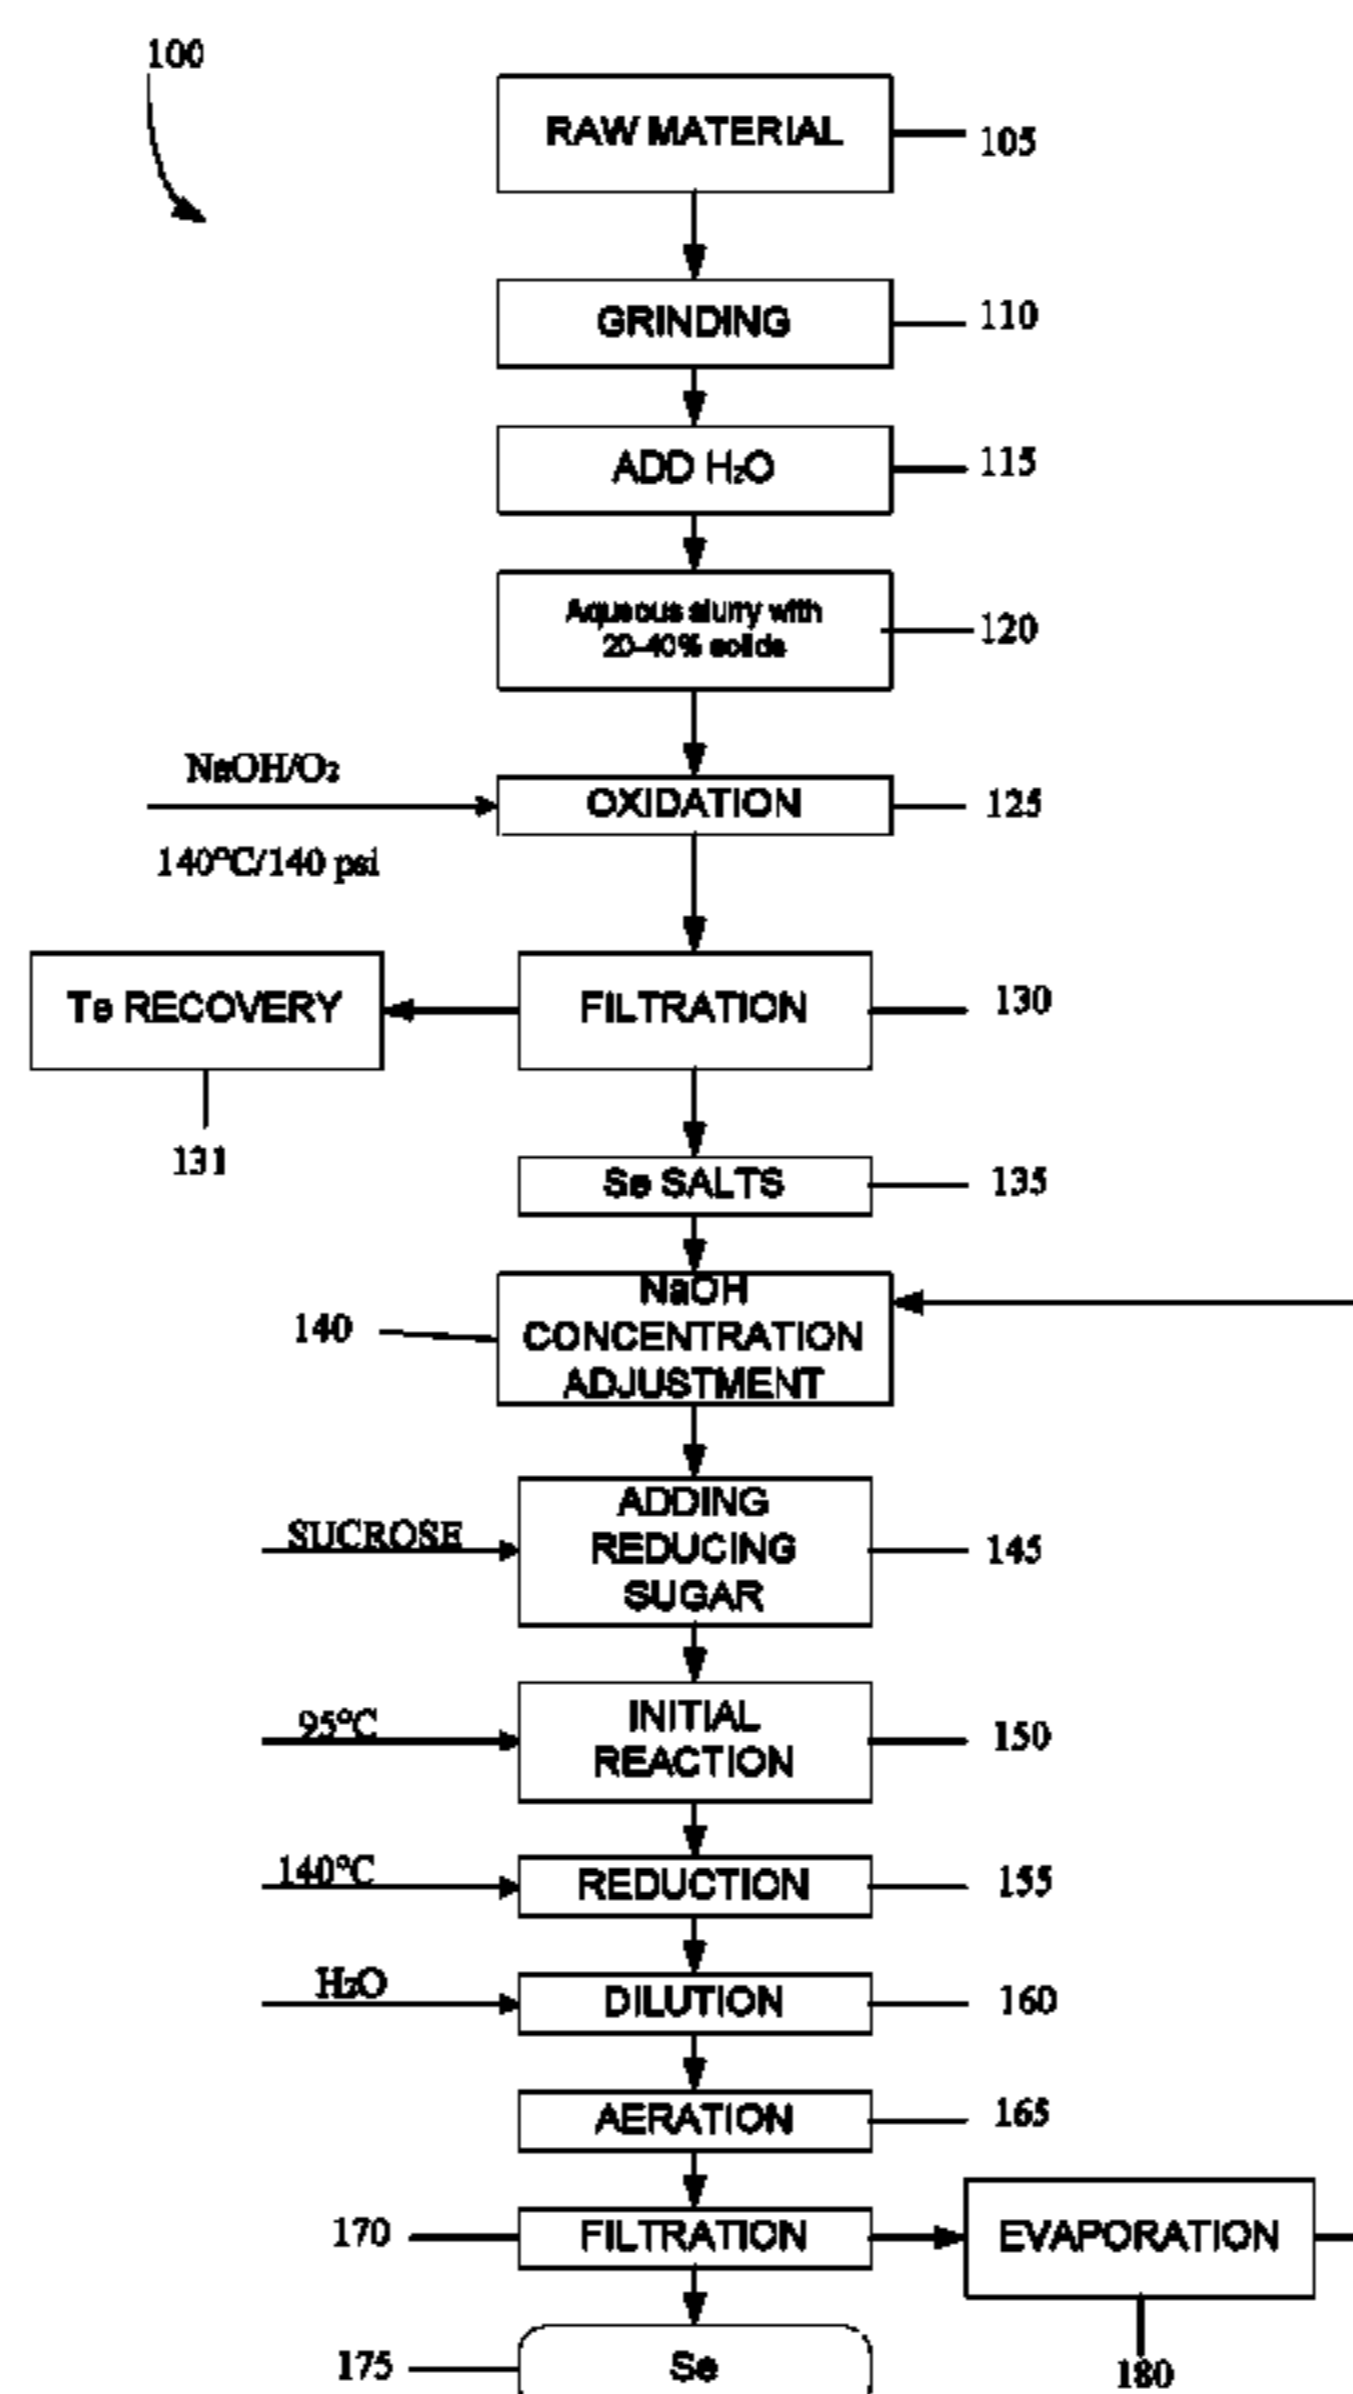 100
RAW MATERIAL
105
GRINDING
110
ADD H₂O
115
Aqueous slurry with
20-40% solids
120
NaOH/O₂
140°C/140 psi
OXIDATION
125
Te RECOVERY
131
FILTRATION
130
Se SALTS
135
140
NaOH
CONCENTRATION
ADJUSTMENT
SUCROSE
ADDING
REDUCING
SUGAR
145
95°C
INITIAL
REACTION
150
140°C
REDUCTION
155
H₂O
DILUTION
160
AERATION
165
170
FILTRATION
EVAPORATION
180
175
Se